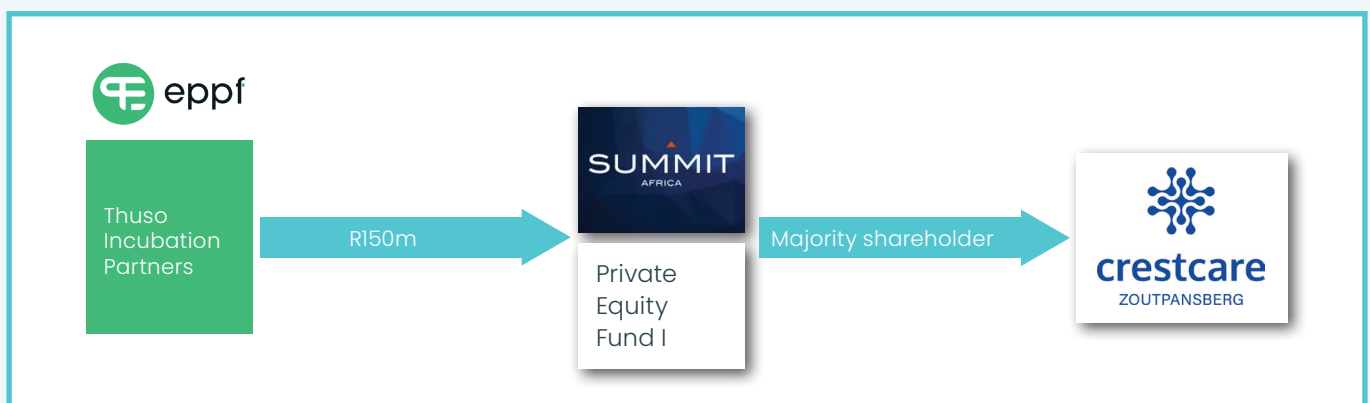 eppf
Thuso
Incubation
Partners
R150m
SUMMIT
AFRICA
Private
Equity
Fund I
Majority shareholder
crestcare
ZOUTPANSBERG